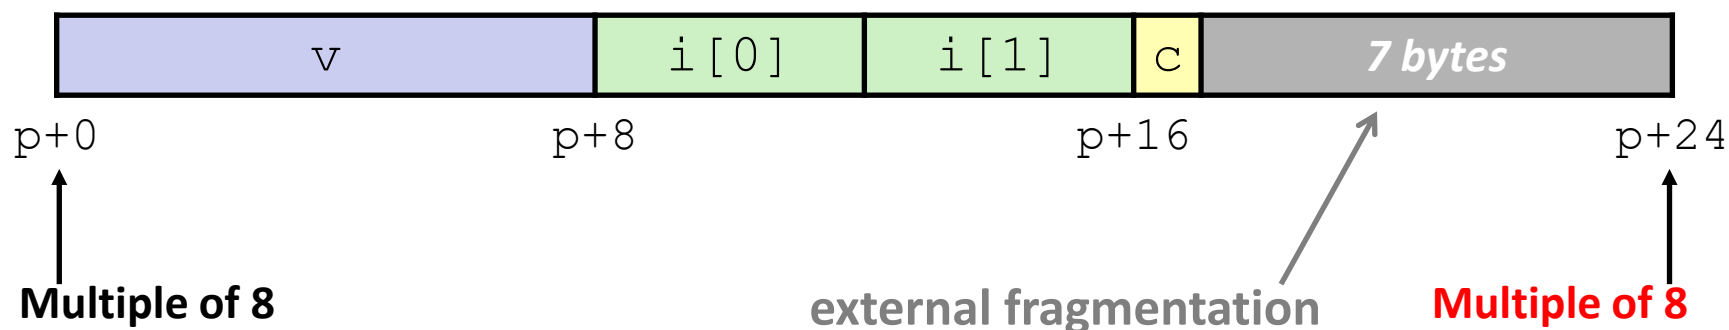 v i[0] i[1] c 7 bytes
p+0 p+8 p+16 p+24
Multiple of 8 external fragmentation Multiple of 8